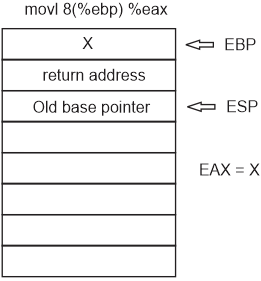 movl 8(%ebp) %eax
X
EBP
return address
Old base pointer
ESP
EAX = X